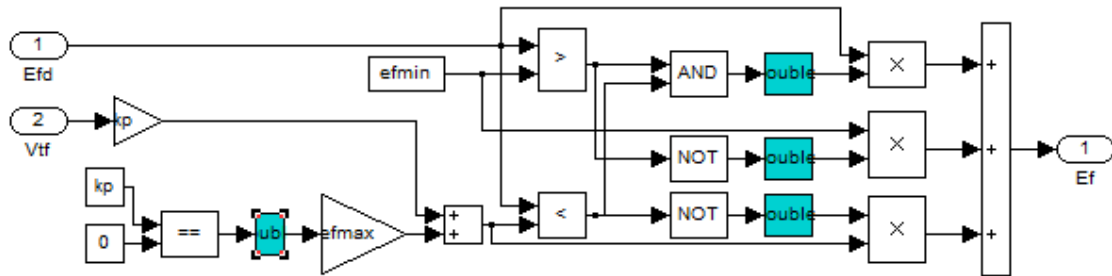 1
Efd
efmin
>
AND
ouble
×
+
2
Vtf
kp
NOT
ouble
×
+
1
Ef
kp
0
==
ub
efmax
+
+
<
NOT
ouble
×
+